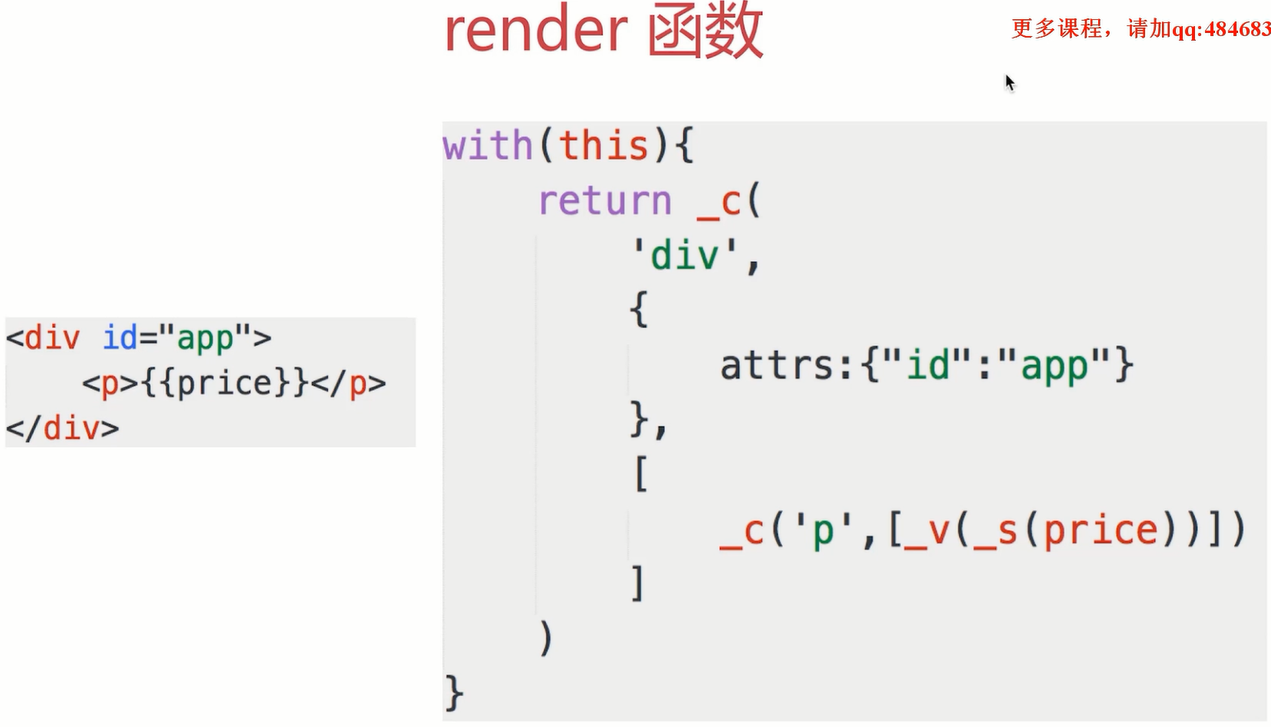 render 函数
更多课程，请加qq:484683
<div id="app">
    <p>{{price}}</p>
</div>
with(this){
    return _c(
        'div',
        {
            attrs:{"id":"app"}
        },
        [
            _c('p',[_v(_s(price))])
        ]
    )
}